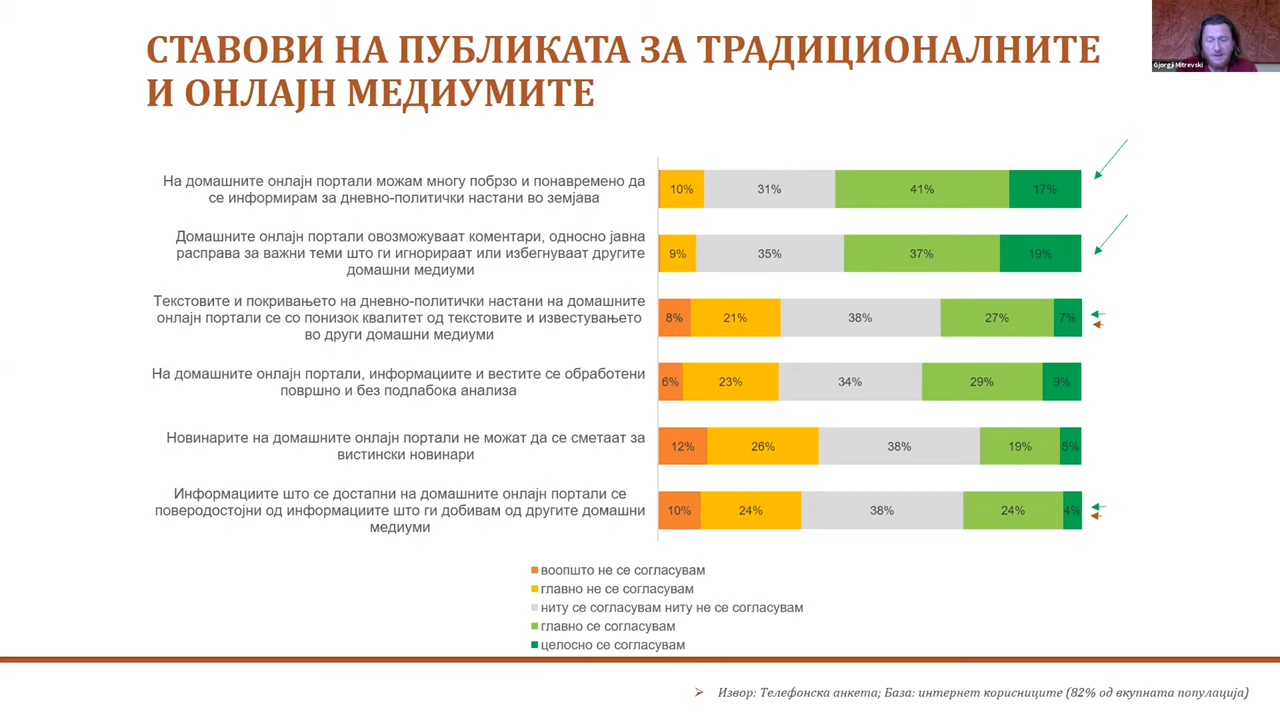 СТАВОВИ НА ПУБЛИКАТА ЗА ТРАДИЦИОНАЛНИТЕ
И ОНЛАЈН МЕДИУМИТЕ
Gjorgji Mitrevski
На домашните онлајн портали можам многу побрзо и понавремено да
се информирам за дневно-политички настани во земјава
10% 31% 41% 17%
Домашните онлајн портали овозможуваат коментари, односно јавна
расправа за важни теми што ги игнорираат или избегнуваат другите
домашни медиуми
9% 35% 37% 19%
Текстовите и покривањето на дневно-политички настани на домашните
онлајн портали се со понизок квалитет од текстовите и известувањето
во други домашни медиуми
8% 21% 38% 27% 7%
На домашните онлајн портали, информациите и вестите се обработени
површно и без подлабока анализа
6% 23% 34% 29% 9%
Новинарите на домашните онлајн портали не можат да се сметаат за
вистински новинари
12% 26% 38% 19% 5%
Информациите што се достапни на домашните онлајн портали се
поверодостојни од информациите што ги добивам од другите домашни
медиуми
10% 24% 38% 24% 4%
воопшто не се согласувам
главно не се согласувам
ниту се согласувам ниту не се согласувам
главно се согласувам
целосно се согласувам
Извор: Телефонска анкета; База: интернет корисниците (82% од вкупната популација)